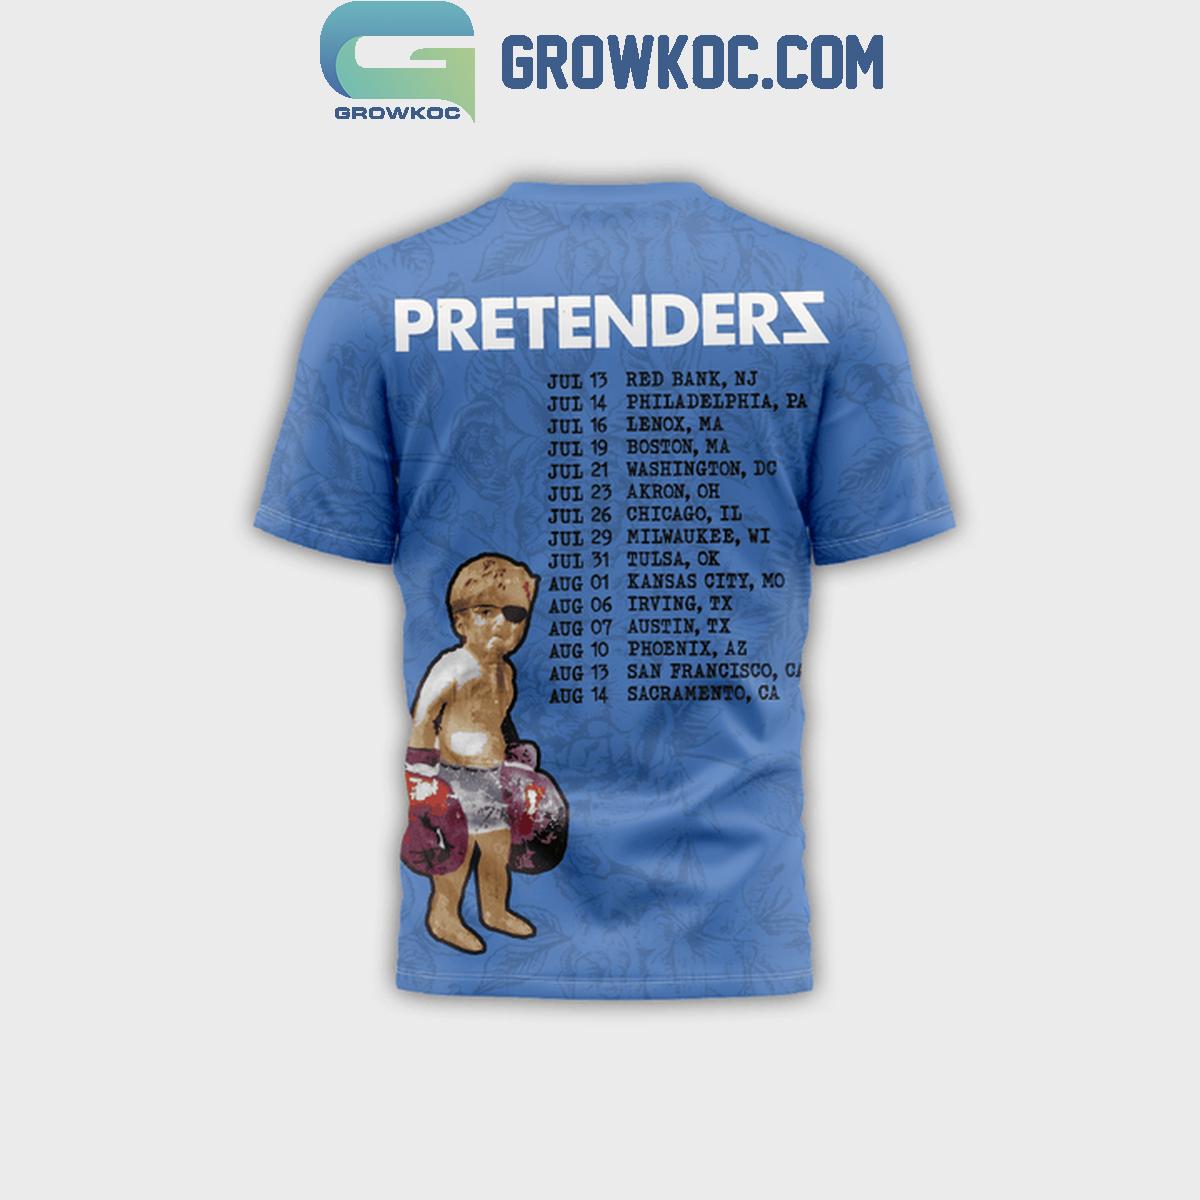 GROWKOC
GROWKOC.COM
PRETENDERS
JUL 13 RED BANK, NJ
JUL 14 PHILADELPHIA, PA
JUL 16 LENOX, MA
JUL 19 BOSTON, MA
JUL 21 WASHINGTON, DC
JUL 23 AKRON, OH
JUL 26 CHICAGO, IL
JUL 29 MILWAUKEE, WI
JUL 31 TULSA, OK
AUG 01 KANSAS CITY, MO
AUG 06 IRVING, TX
AUG 07 AUSTIN, TX
AUG 10 PHOENIX, AZ
AUG 13 SAN FRANCISCO, CA
AUG 14 SACRAMENTO, CA